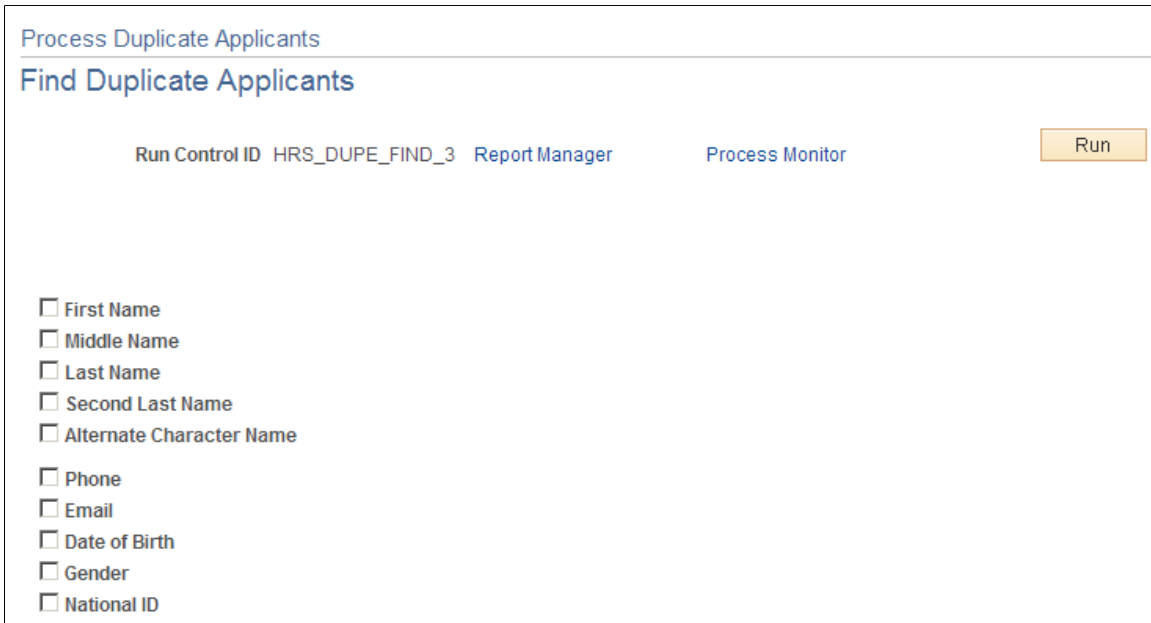 Process Duplicate Applicants
Find Duplicate Applicants
Run Control ID HRS_DUPE_FIND_3 Report Manager Process Monitor Run
First Name
Middle Name
Last Name
Second Last Name
Alternate Character Name
Phone
Email
Date of Birth
Gender
National ID